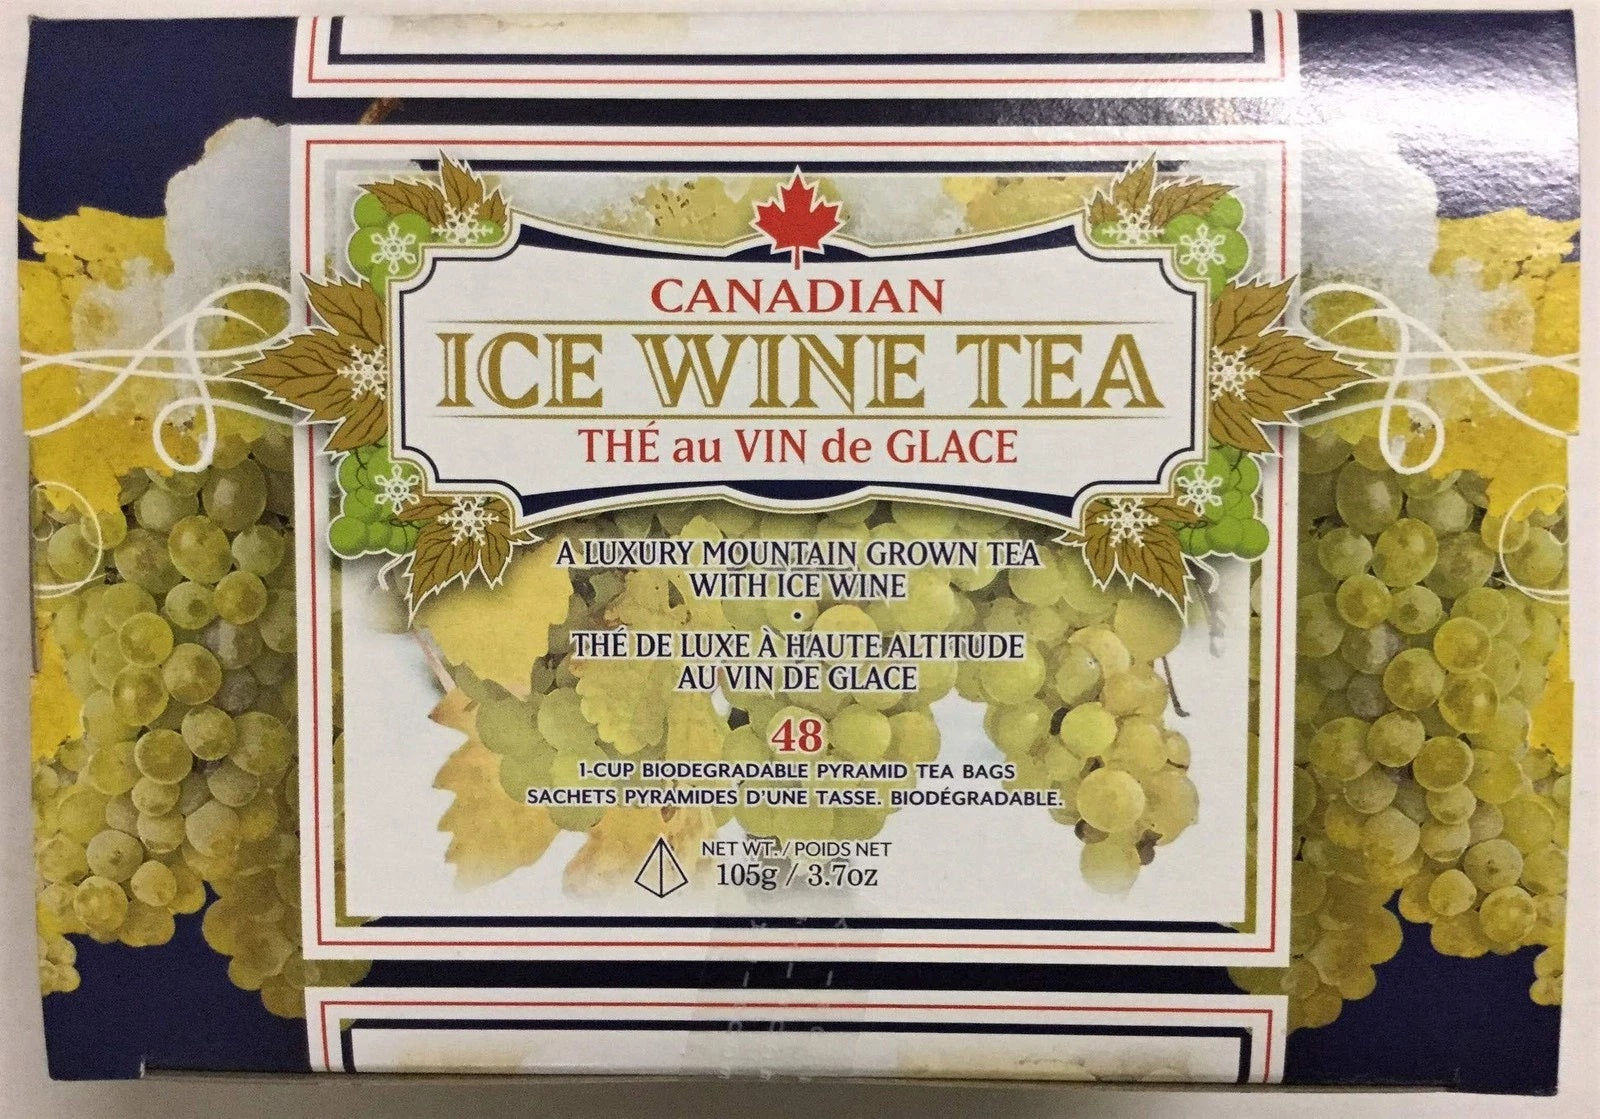 CANADIAN
ICE WINE TEA
THÉ au VIN de GLACE
A LUXURY MOUNTAIN GROWN TEA
WITH ICE WINE
•
THÉ DE LUXE À HAUTE ALTITUDE
AU VIN DE GLACE
48
1-CUP BIODEGRADABLE PYRAMID TEA BAGS
SACHETS PYRAMIDES D'UNE TASSE. BIODÉGRADABLE.
NET WT. / POIDS NET
105g / 3.7oz